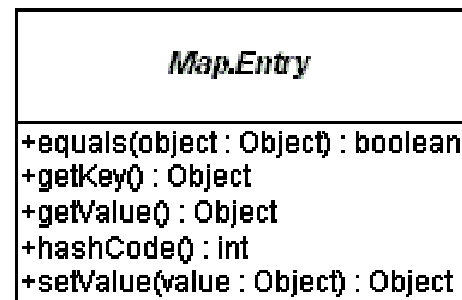 Map.Entry
+equals(object : Object) : boolean
+getKey() : Object
+getValue() : Object
+hashCode() : int
+setValue(value : Object) : Object